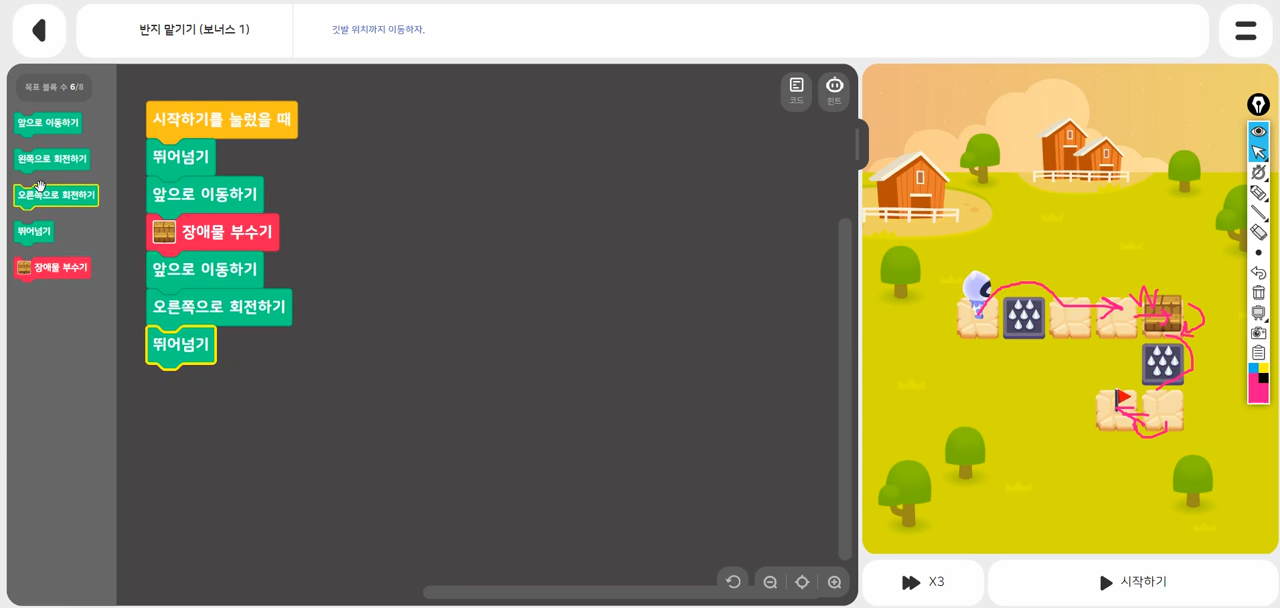 반지 맡기기 (보너스 1)
깃발 위치까지 이동하자.
목표 블록 수 6/8
앞으로 이동하기
왼쪽으로 회전하기
오른쪽으로 회전하기
뛰어넘기
장애물 부수기
코드
힌트
시작하기를 눌렀을 때
뛰어넘기
앞으로 이동하기
장애물 부수기
앞으로 이동하기
오른쪽으로 회전하기
뛰어넘기
X3
시작하기